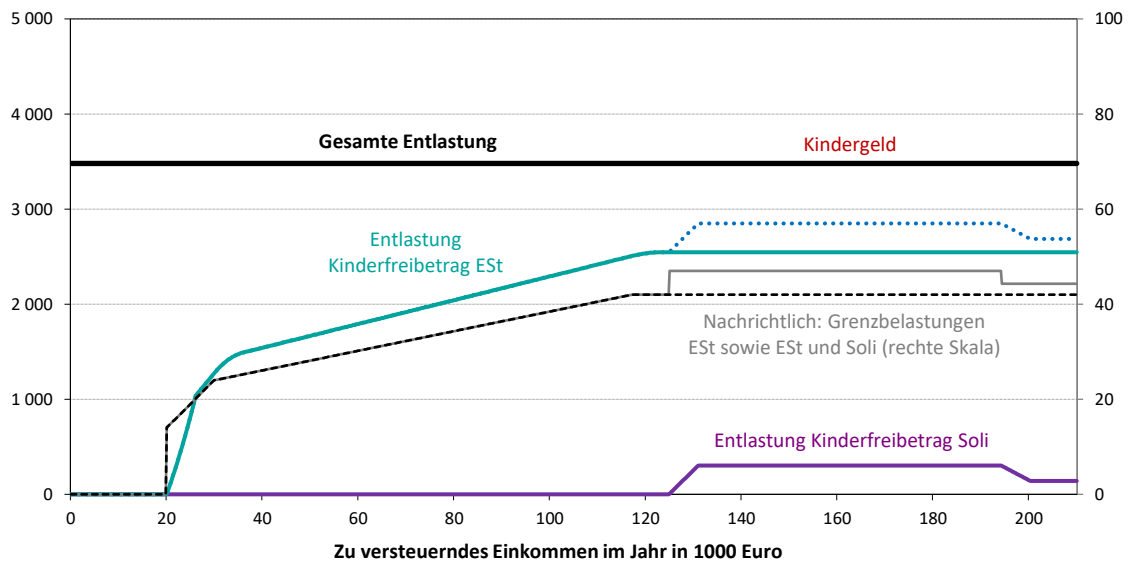 5 000
4 000
3 000
2 000
1 000
0
100
80
60
40
20
0
Gesamte Entlastung
Kindergeld
Entlastung
Kinderfreibetrag ESt
Nachrichtlich: Grenzbelastungen
ESt sowie ESt und Soli (rechte Skala)
Entlastung Kinderfreibetrag Soli
0 20 40 60 80 100 120 140 160 180 200
Zu versteuerndes Einkommen im Jahr in 1000 Euro